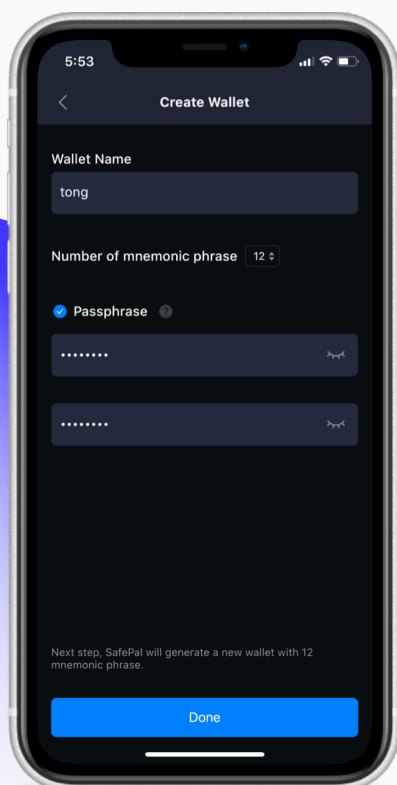 5:53
Create Wallet
Wallet Name
tong
Number of mnemonic phrase 12
Passphrase ?
••••••••
••••••••
Next step, SafePal will generate a new wallet with 12
mnemonic phrase.
Done